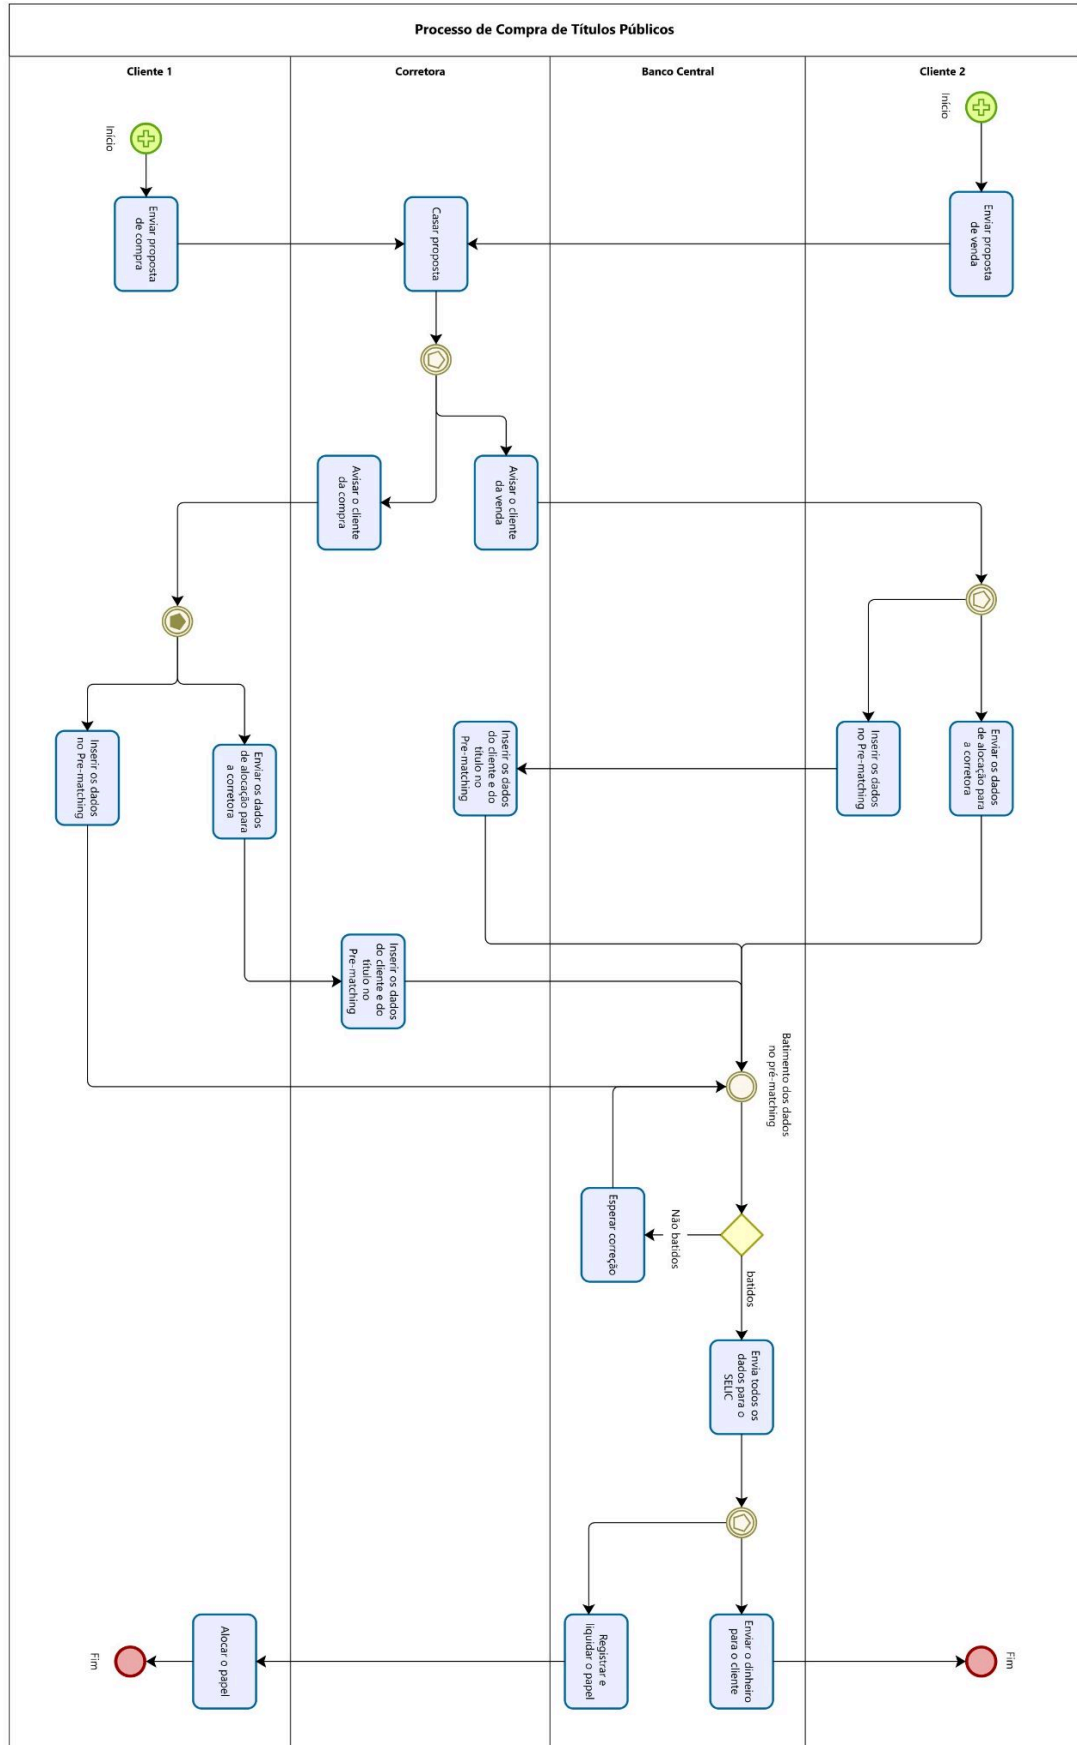 Processo de Compra de Títulos Públicos
Cliente 1
Corretora
Banco Central
Cliente 2
Início
Início
Enviar proposta
de compra
Casar proposta
Enviar proposta
de venda
Avisar o cliente
da compra
Avisar o cliente
da venda
Inserir os dados
no Pre-matching
Enviar os dados
de alocação para
a corretora
Inserir os dados
do cliente e do
título no
Pre-matching
Inserir os dados
no Pre-matching
Enviar os dados
de alocação para
a corretora
Inserir os dados
do cliente e do
título no
Pre-matching
Batimento dos dados
no pré-matching
Esperar correção
Não batidos
batidos
Envia todos os
dados para o
SELIC
Fim
Alocar o papel
Registrar e
liquidar o papel
Enviar o dinheiro
para o cliente
Fim